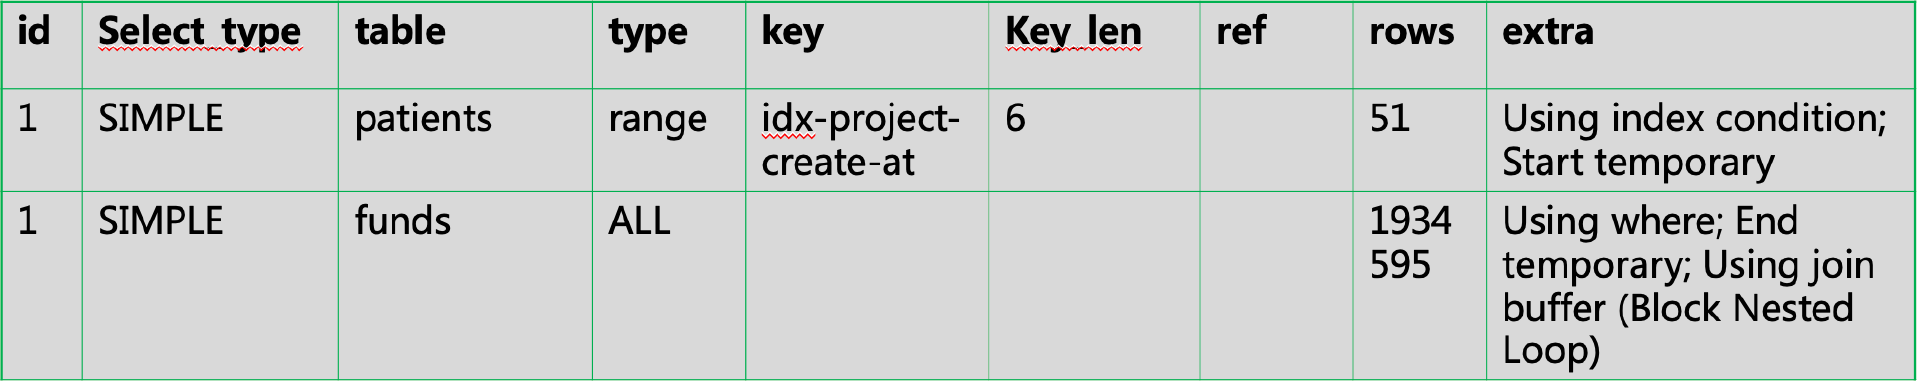 id Select_type table type key Key_len ref rows extra
1 SIMPLE patients range idx-project- 6 51 Using index condition;
create-at Start temporary
1 SIMPLE funds ALL 1934 Using where; End
595 temporary; Using join
buffer (Block Nested
Loop)